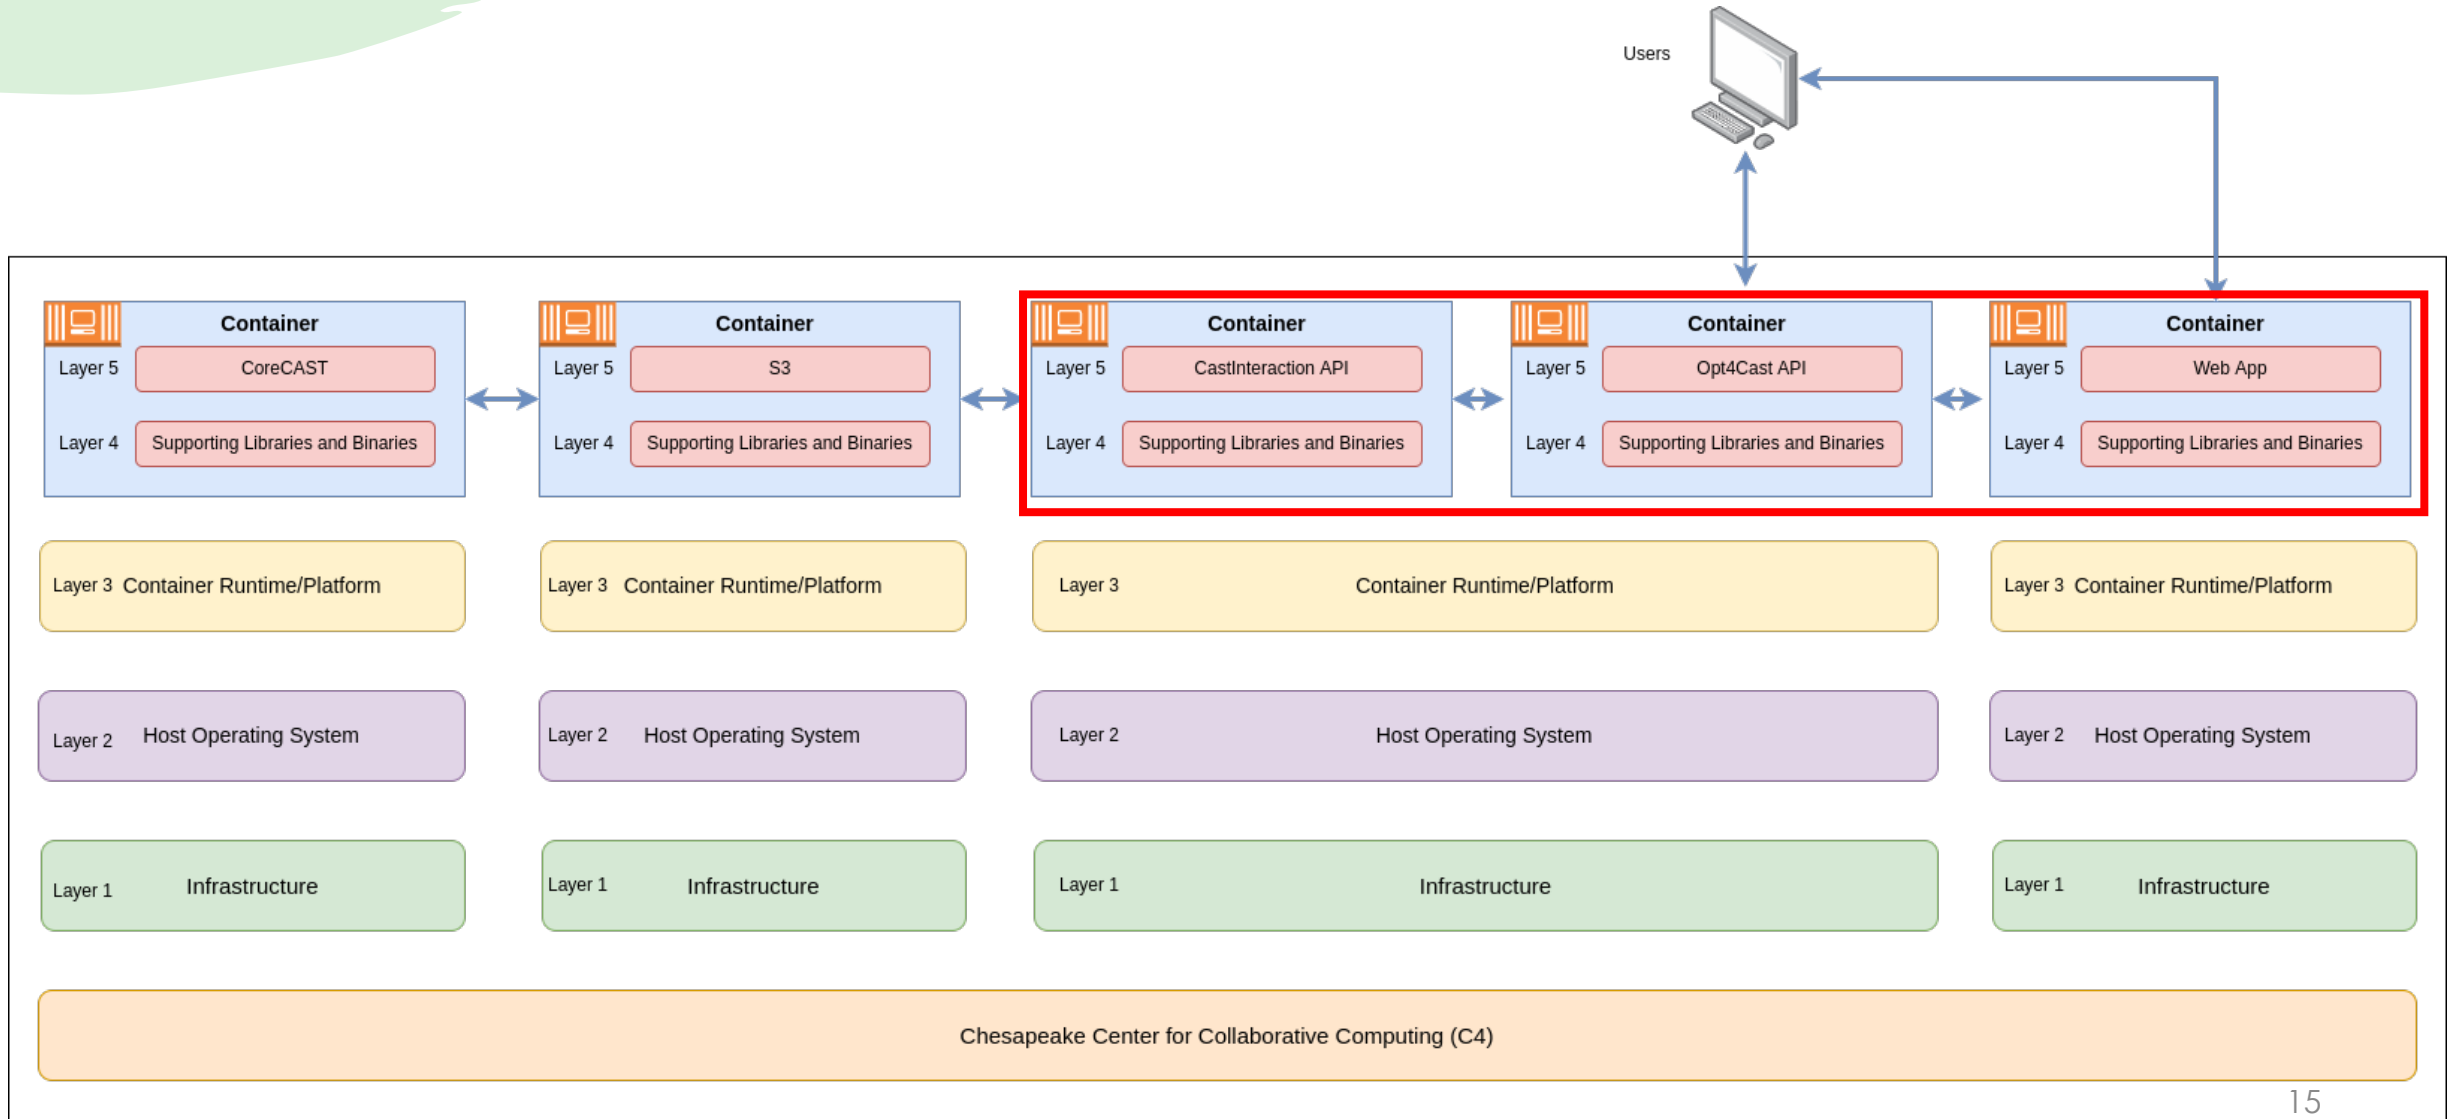 Users
Container
Layer 5 CoreCAST
Layer 4 Supporting Libraries and Binaries
Container
Layer 5 S3
Layer 4 Supporting Libraries and Binaries
Container
Layer 5 CastInteraction API
Layer 4 Supporting Libraries and Binaries
Container
Layer 5 Opt4Cast API
Layer 4 Supporting Libraries and Binaries
Container
Layer 5 Web App
Layer 4 Supporting Libraries and Binaries
Layer 3 Container Runtime/Platform
Layer 3 Container Runtime/Platform
Layer 3 Container Runtime/Platform
Layer 3 Container Runtime/Platform
Layer 2 Host Operating System
Layer 2 Host Operating System
Layer 2 Host Operating System
Layer 2 Host Operating System
Layer 1 Infrastructure
Layer 1 Infrastructure
Layer 1 Infrastructure
Layer 1 Infrastructure
Chesapeake Center for Collaborative Computing (C4)
15